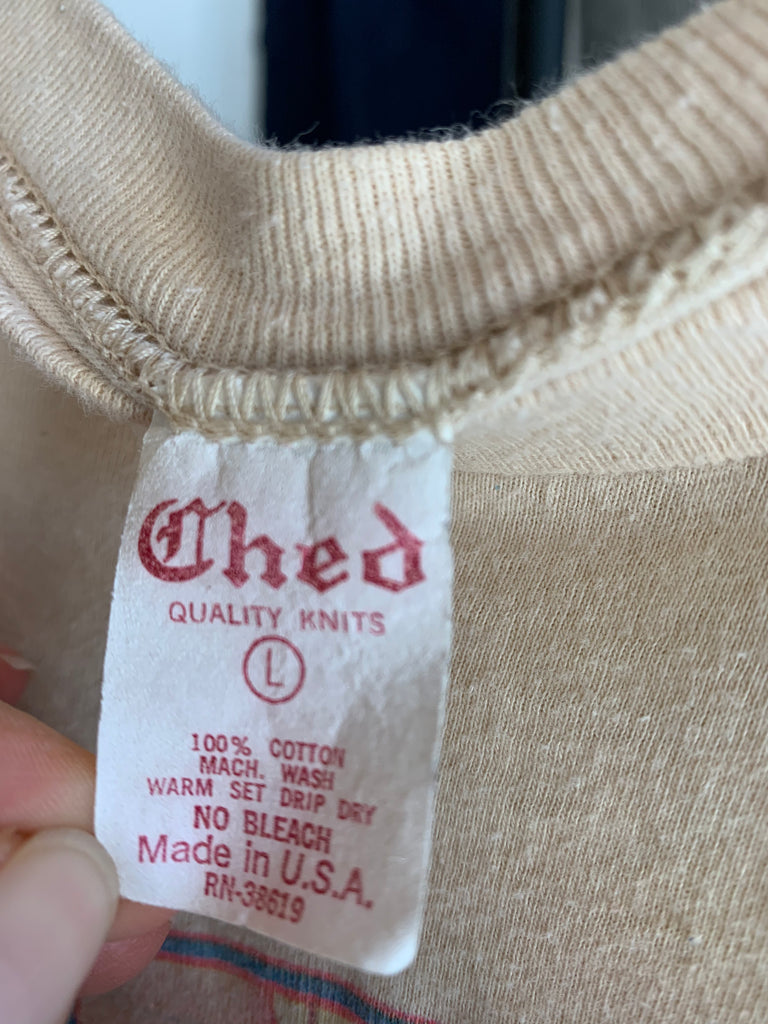 Ched
QUALITY KNITS
L
100% COTTON
MACH. WASH
WARM SET DRIP DRY
NO BLEACH
Made in U.S.A.
RN-38619